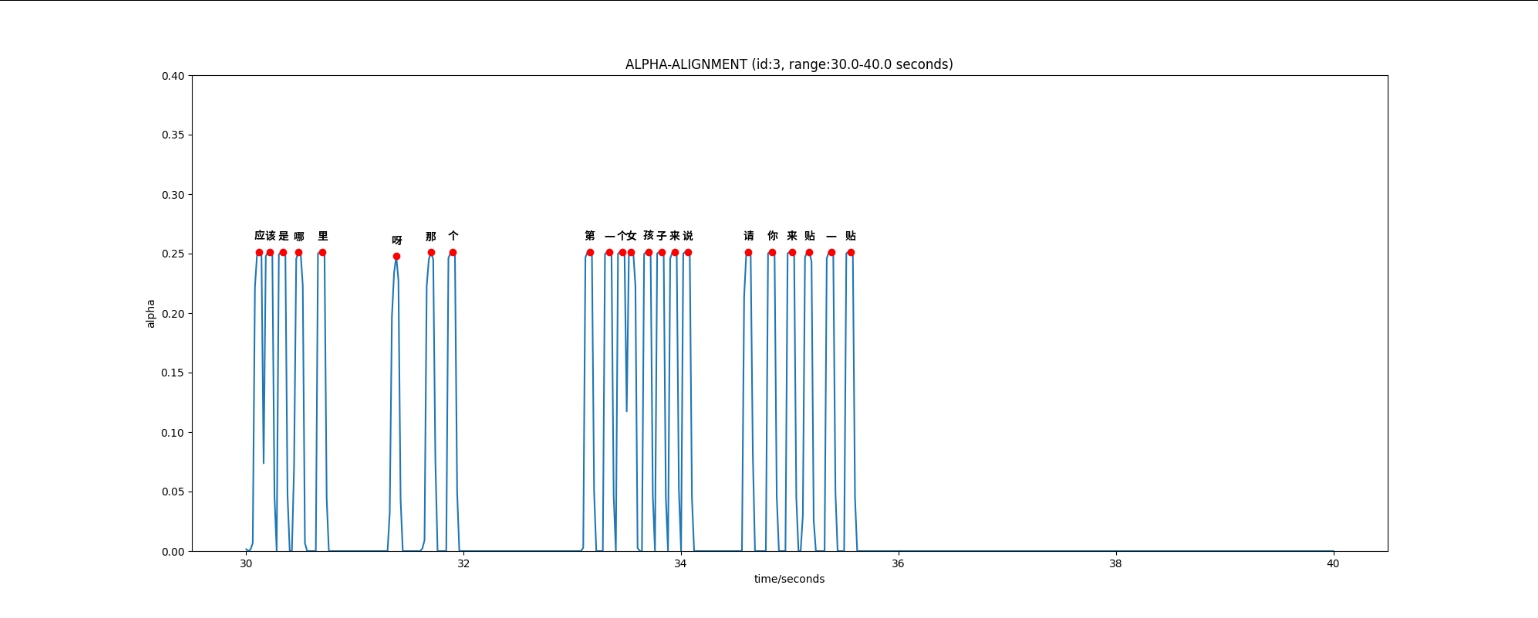 ALPHA-ALIGNMENT (id:3, range:30.0-40.0 seconds)
0.40
0.35
0.30
0.25
0.20
0.15
0.10
0.05
0.00
alpha
应该是哪 里 呀 那 个 第 一个女 孩子来说 请 你 来 贴 一 贴
30 32 34 36 38 40
time/seconds